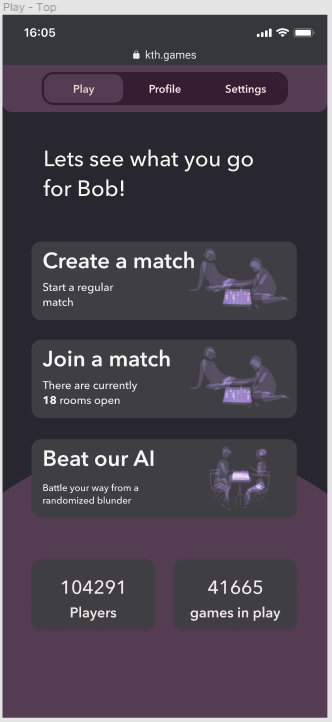 Play - Top
16:05
kth.games
Play
Profile
Settings
Lets see what you go
for Bob!
Create a match
Start a regular
match
Join a match
There are currently
18 rooms open
Beat our AI
Battle your way from a
randomized blunder
104291
Players
41665
games in play